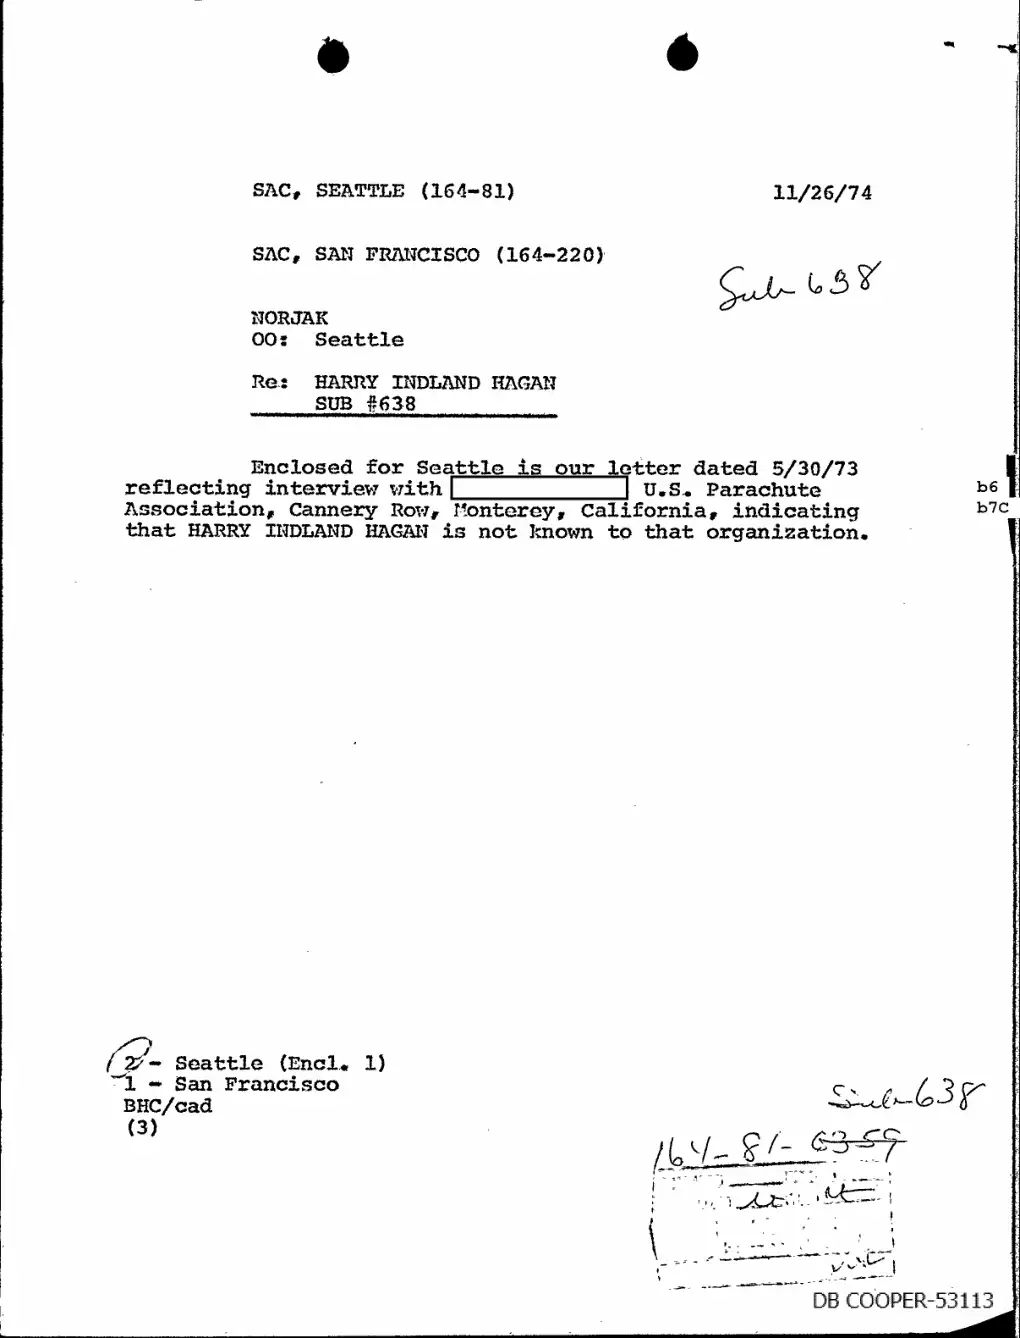 SAC, SEATTLE (164-81) 11/26/74
SAC, SAN FRANCISCO (164-220)
Sub 638
NORJAK
OO: Seattle
Re: HARRY INDLAND HAGAN
SUB #638
Enclosed for Seattle is our letter dated 5/30/73
reflecting interview with U.S. Parachute b6
Association, Cannery Row, Monterey, California, indicating b7C
that HARRY INDLAND HAGAN is not known to that organization.
2 - Seattle (Encl. 1)
1 - San Francisco
BHC/cad
(3)
Sub 638
164-81-6359
DB COOPER-53113